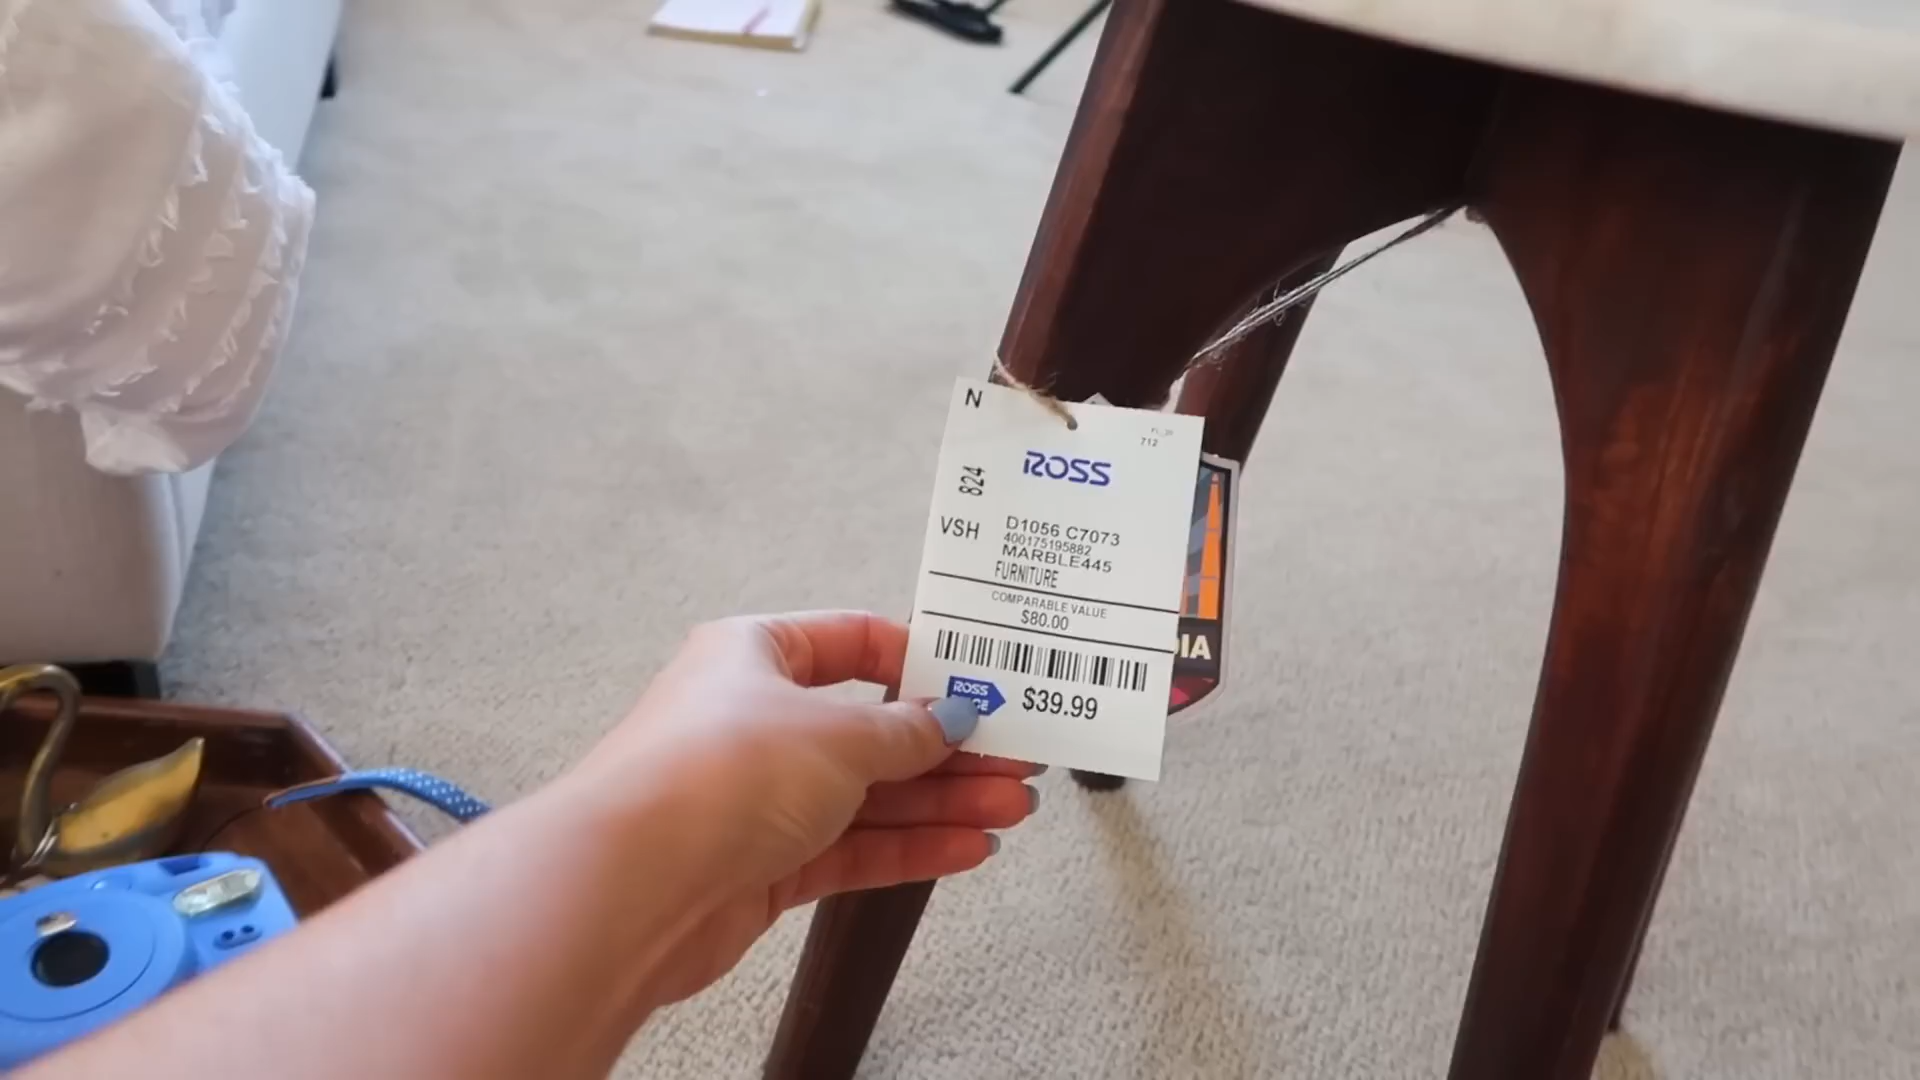 N
712
824
ROSS
VSH
D1056 C7073
400175195882
MARBLE445
FURNITURE
COMPARABLE VALUE
$80.00
ROSS
$39.99
DIA